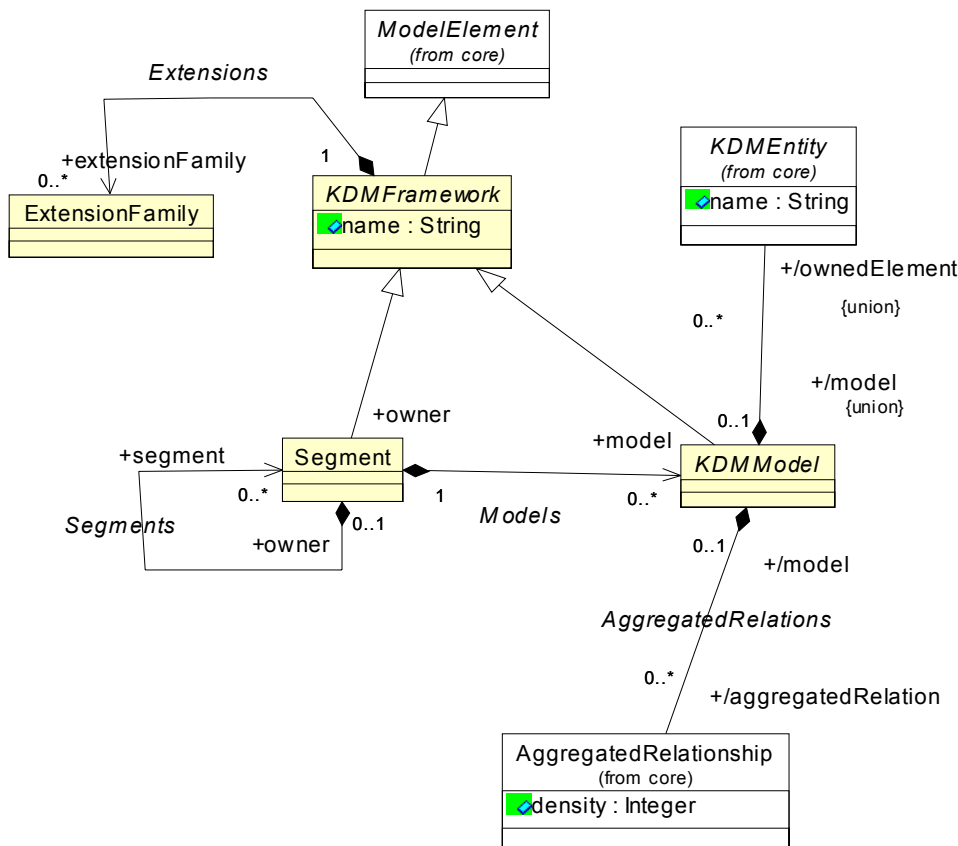 ModelElement
(from core)
Extensions
+extensionFamily
0..*
1
ExtensionFamily
KDMFramework
name : String
KDMEntity
(from core)
name : String
+/ownedElement
0..*
{union}
+/model
{union}
0..1
+owner
+model
+segment
Segment
KDMModel
0..*
1
0..*
Segments
0..1
Models
+owner
0..1
+/model
AggregatedRelations
0..*
+/aggregatedRelation
AggregatedRelationship
(from core)
density : Integer